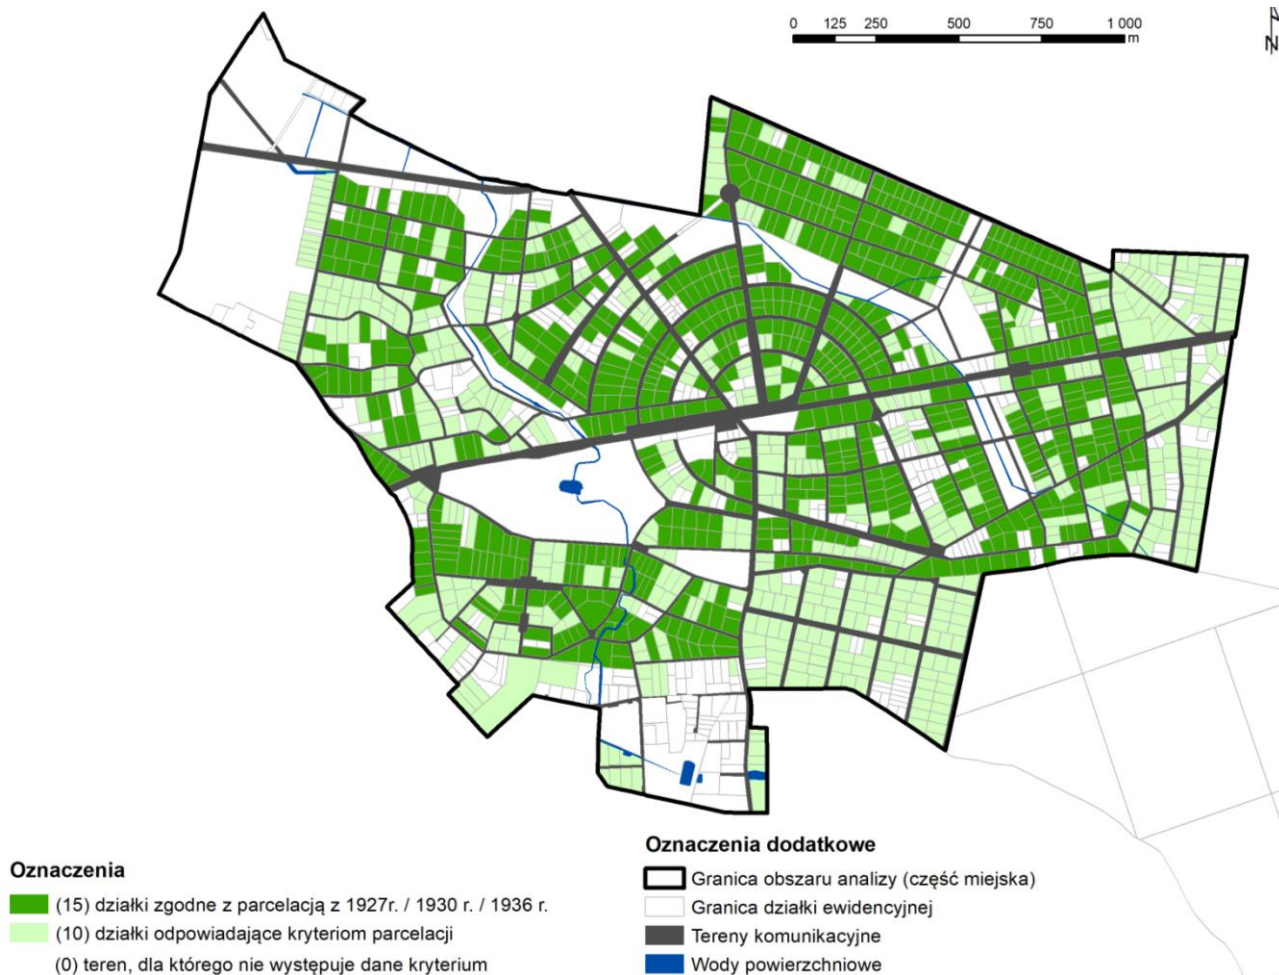 0 125 250 500 750 1 000
m
N
Oznaczenia
(15) działki zgodne z parcelacją z 1927r. / 1930 r. / 1936 r.
(10) działki odpowiadające kryteriom parcelacji
(0) teren, dla którego nie występuje dane kryterium
Oznaczenia dodatkowe
Granica obszaru analizy (część miejska)
Granica działki ewidencyjnej
Tereny komunikacyjne
Wody powierzchniowe